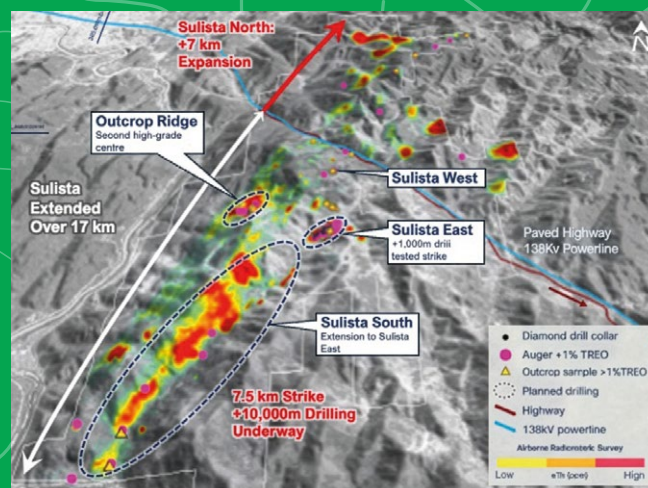 Sulista North:
+7 km
Expansion
N
Outcrop Ridge
Second high-grade
centre
Sulista West
Sulista
Extended
Over 17 km
Sulista East
+1,000m driii
tested strike
Paved Highway
138Kv Powerline
Sulista South
Extension to Sulista
East
7.5 km Strike
+10,000m Drilling
Underway
Diamond drill collar
Auger +1% TREO
Outcrop sample >1%TREO
Planned drilling
Highway
138kV powerline
Airborne Radiometric Survey
Low
High